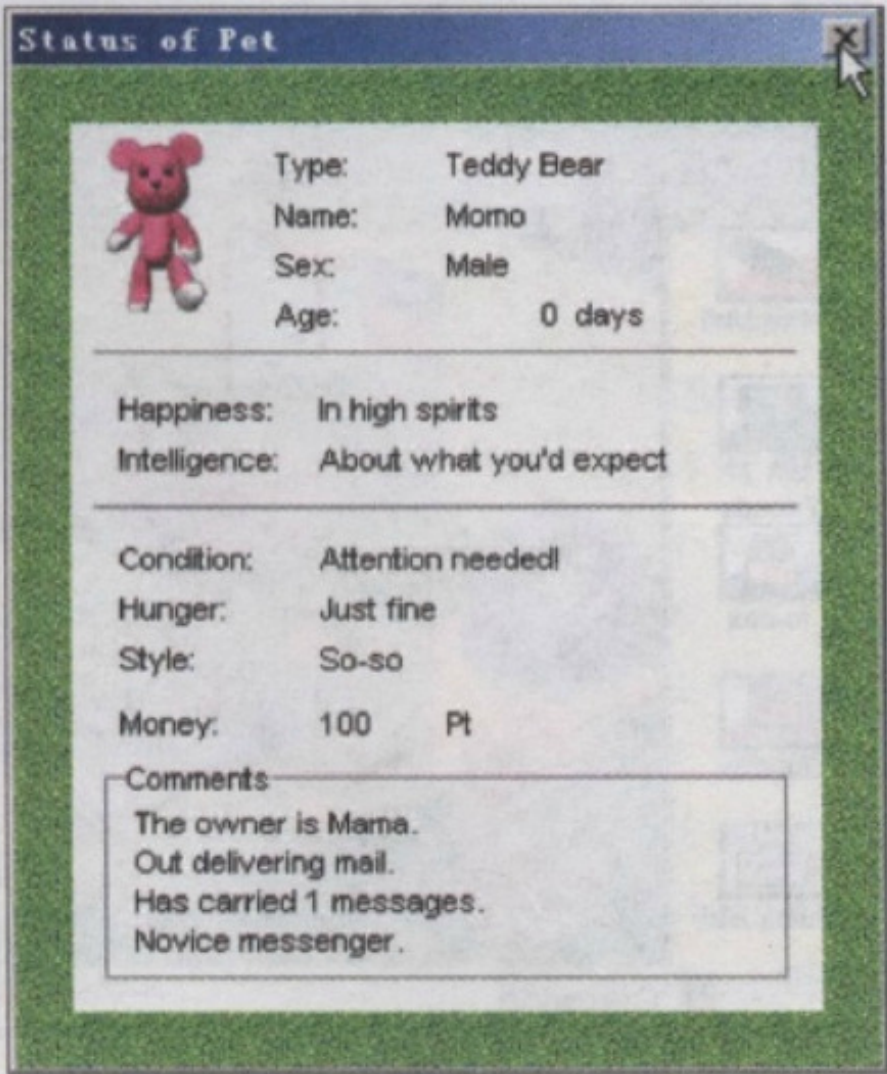 Status of Pet
Type: Teddy Bear
Name: Momo
Sex: Male
Age: 0 days
Happiness: In high spirits
Intelligence: About what you'd expect
Condition: Attention needed!
Hunger: Just fine
Style: So-so
Money: 100 Pt
Comments
The owner is Mama.
Out delivering mail.
Has carried 1 messages.
Novice messenger.